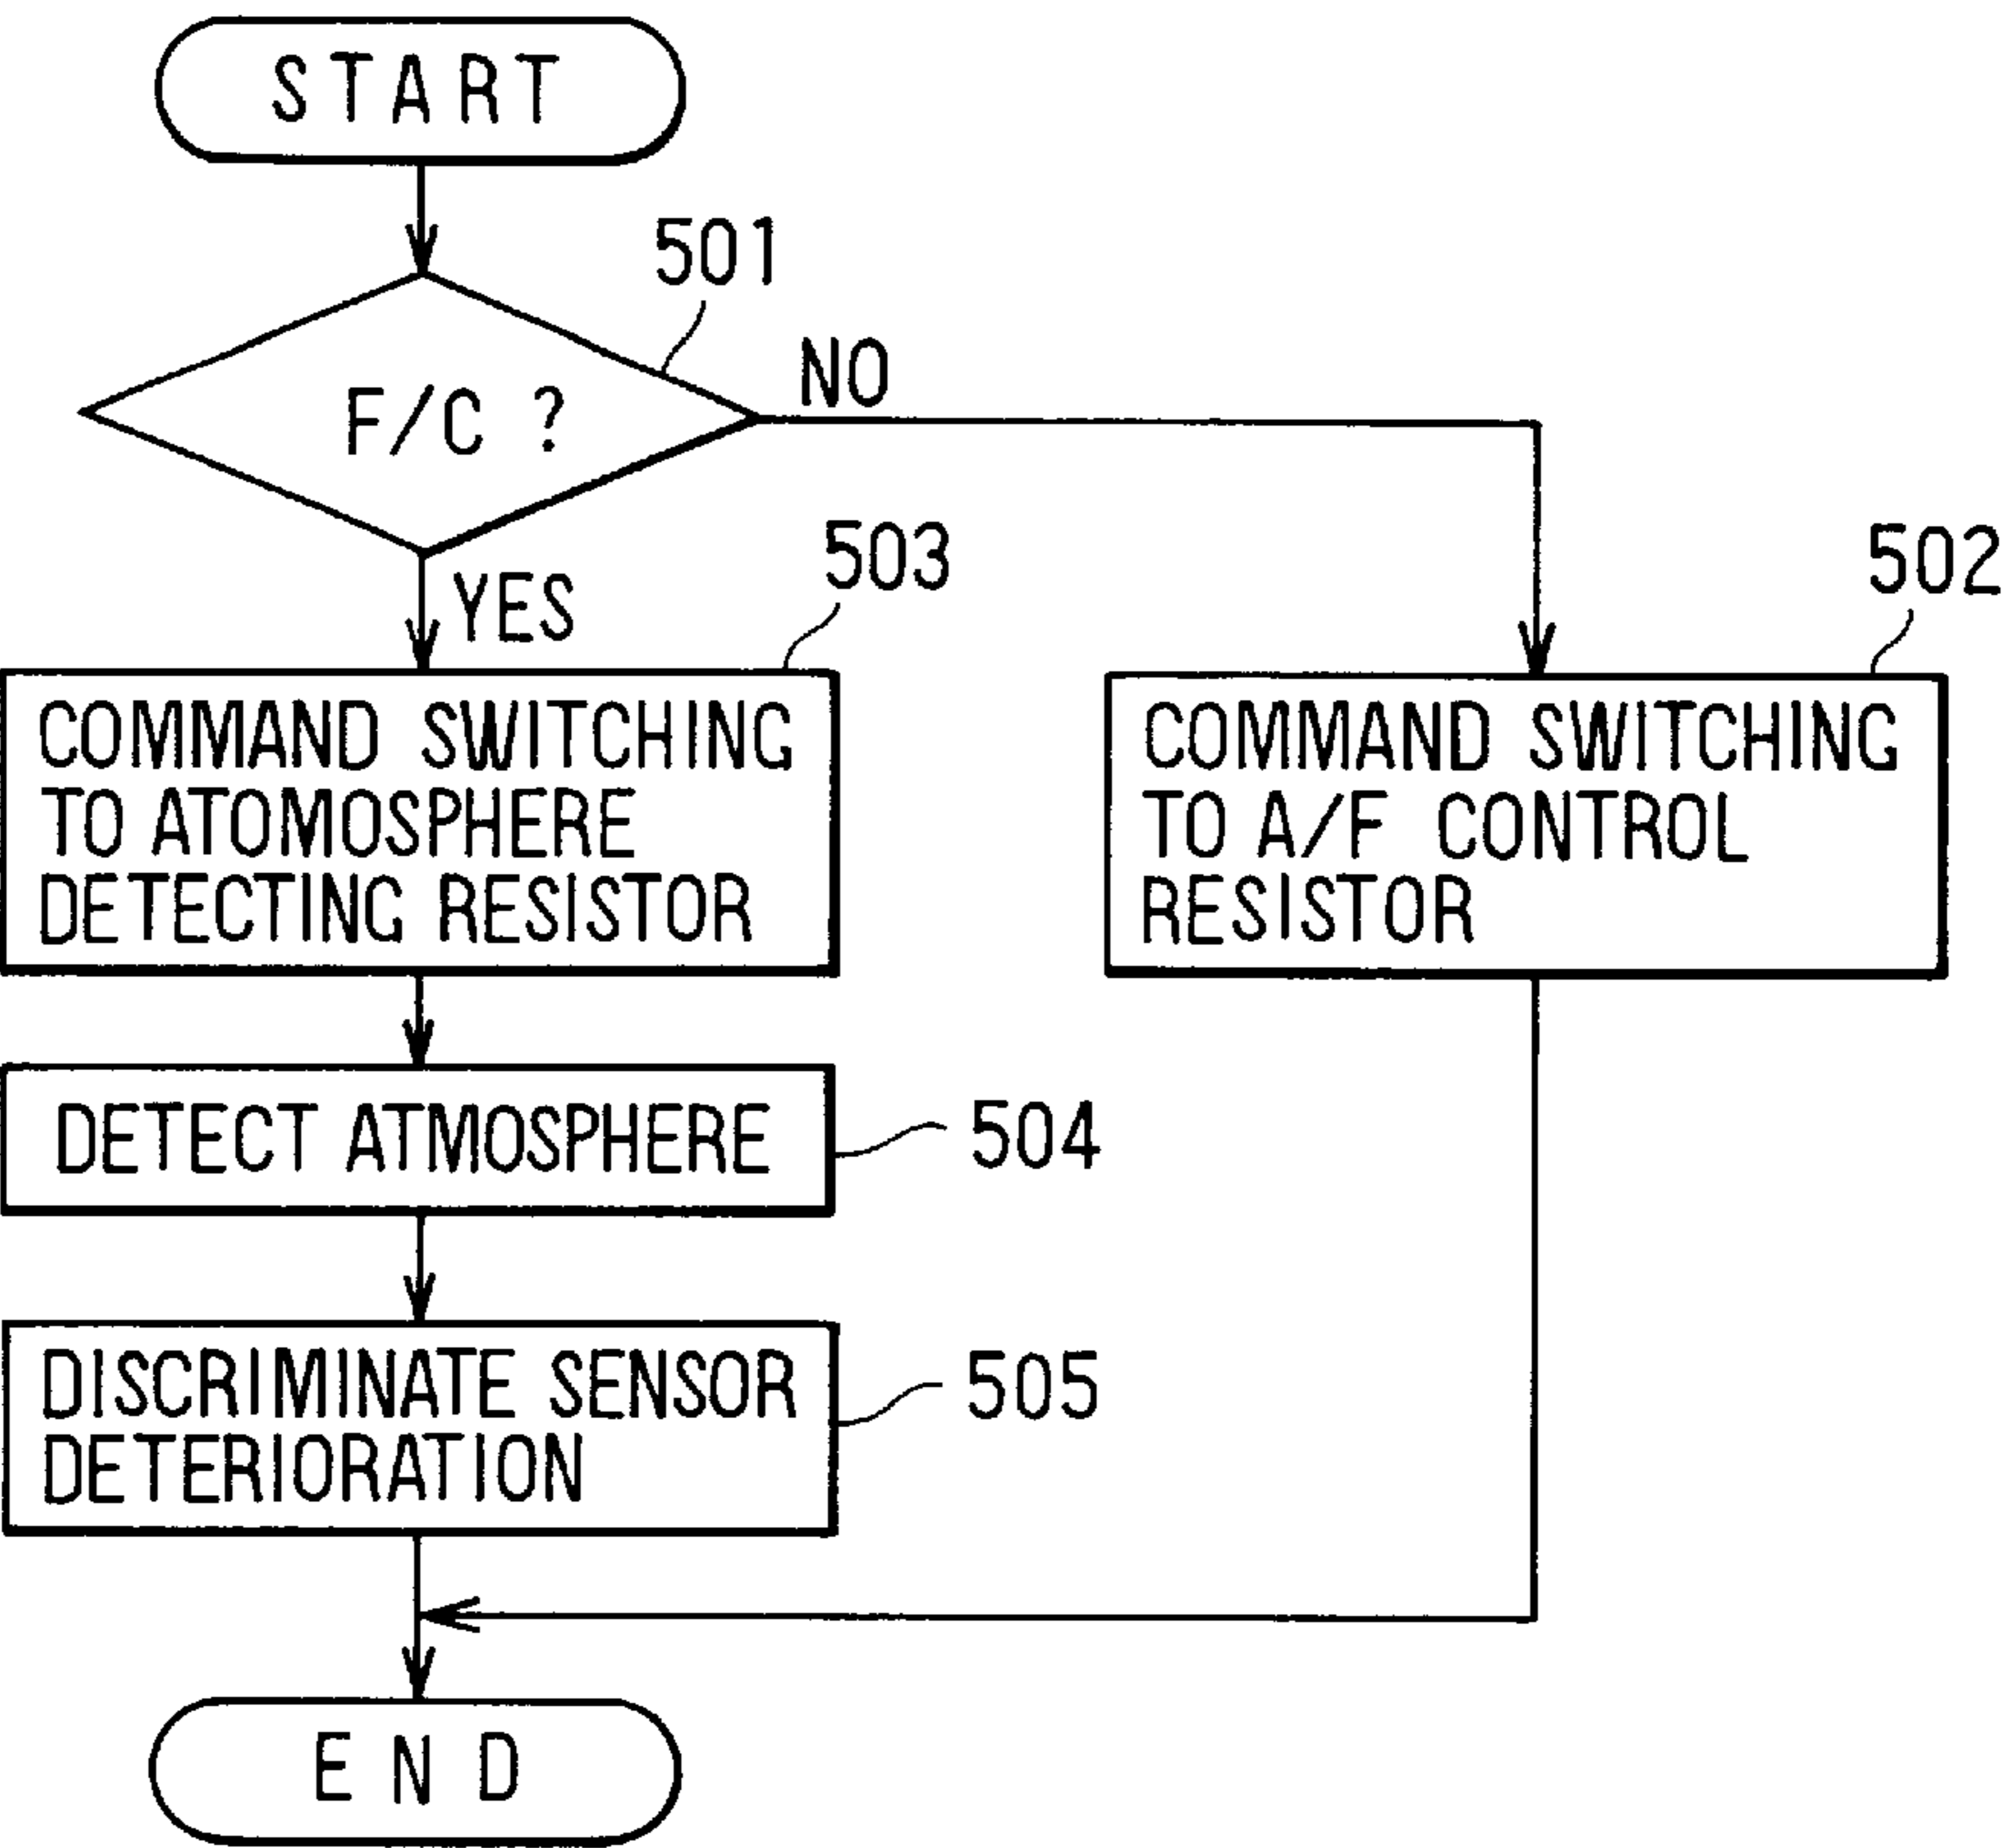 START
501
F/C ?
NO
YES
503
502
COMMAND SWITCHING
TO ATOMOSPHERE
DETECTING RESISTOR
COMMAND SWITCHING
TO A/F CONTROL
RESISTOR
DETECT ATMOSPHERE
504
DISCRIMINATE SENSOR
DETERIORATION
505
END